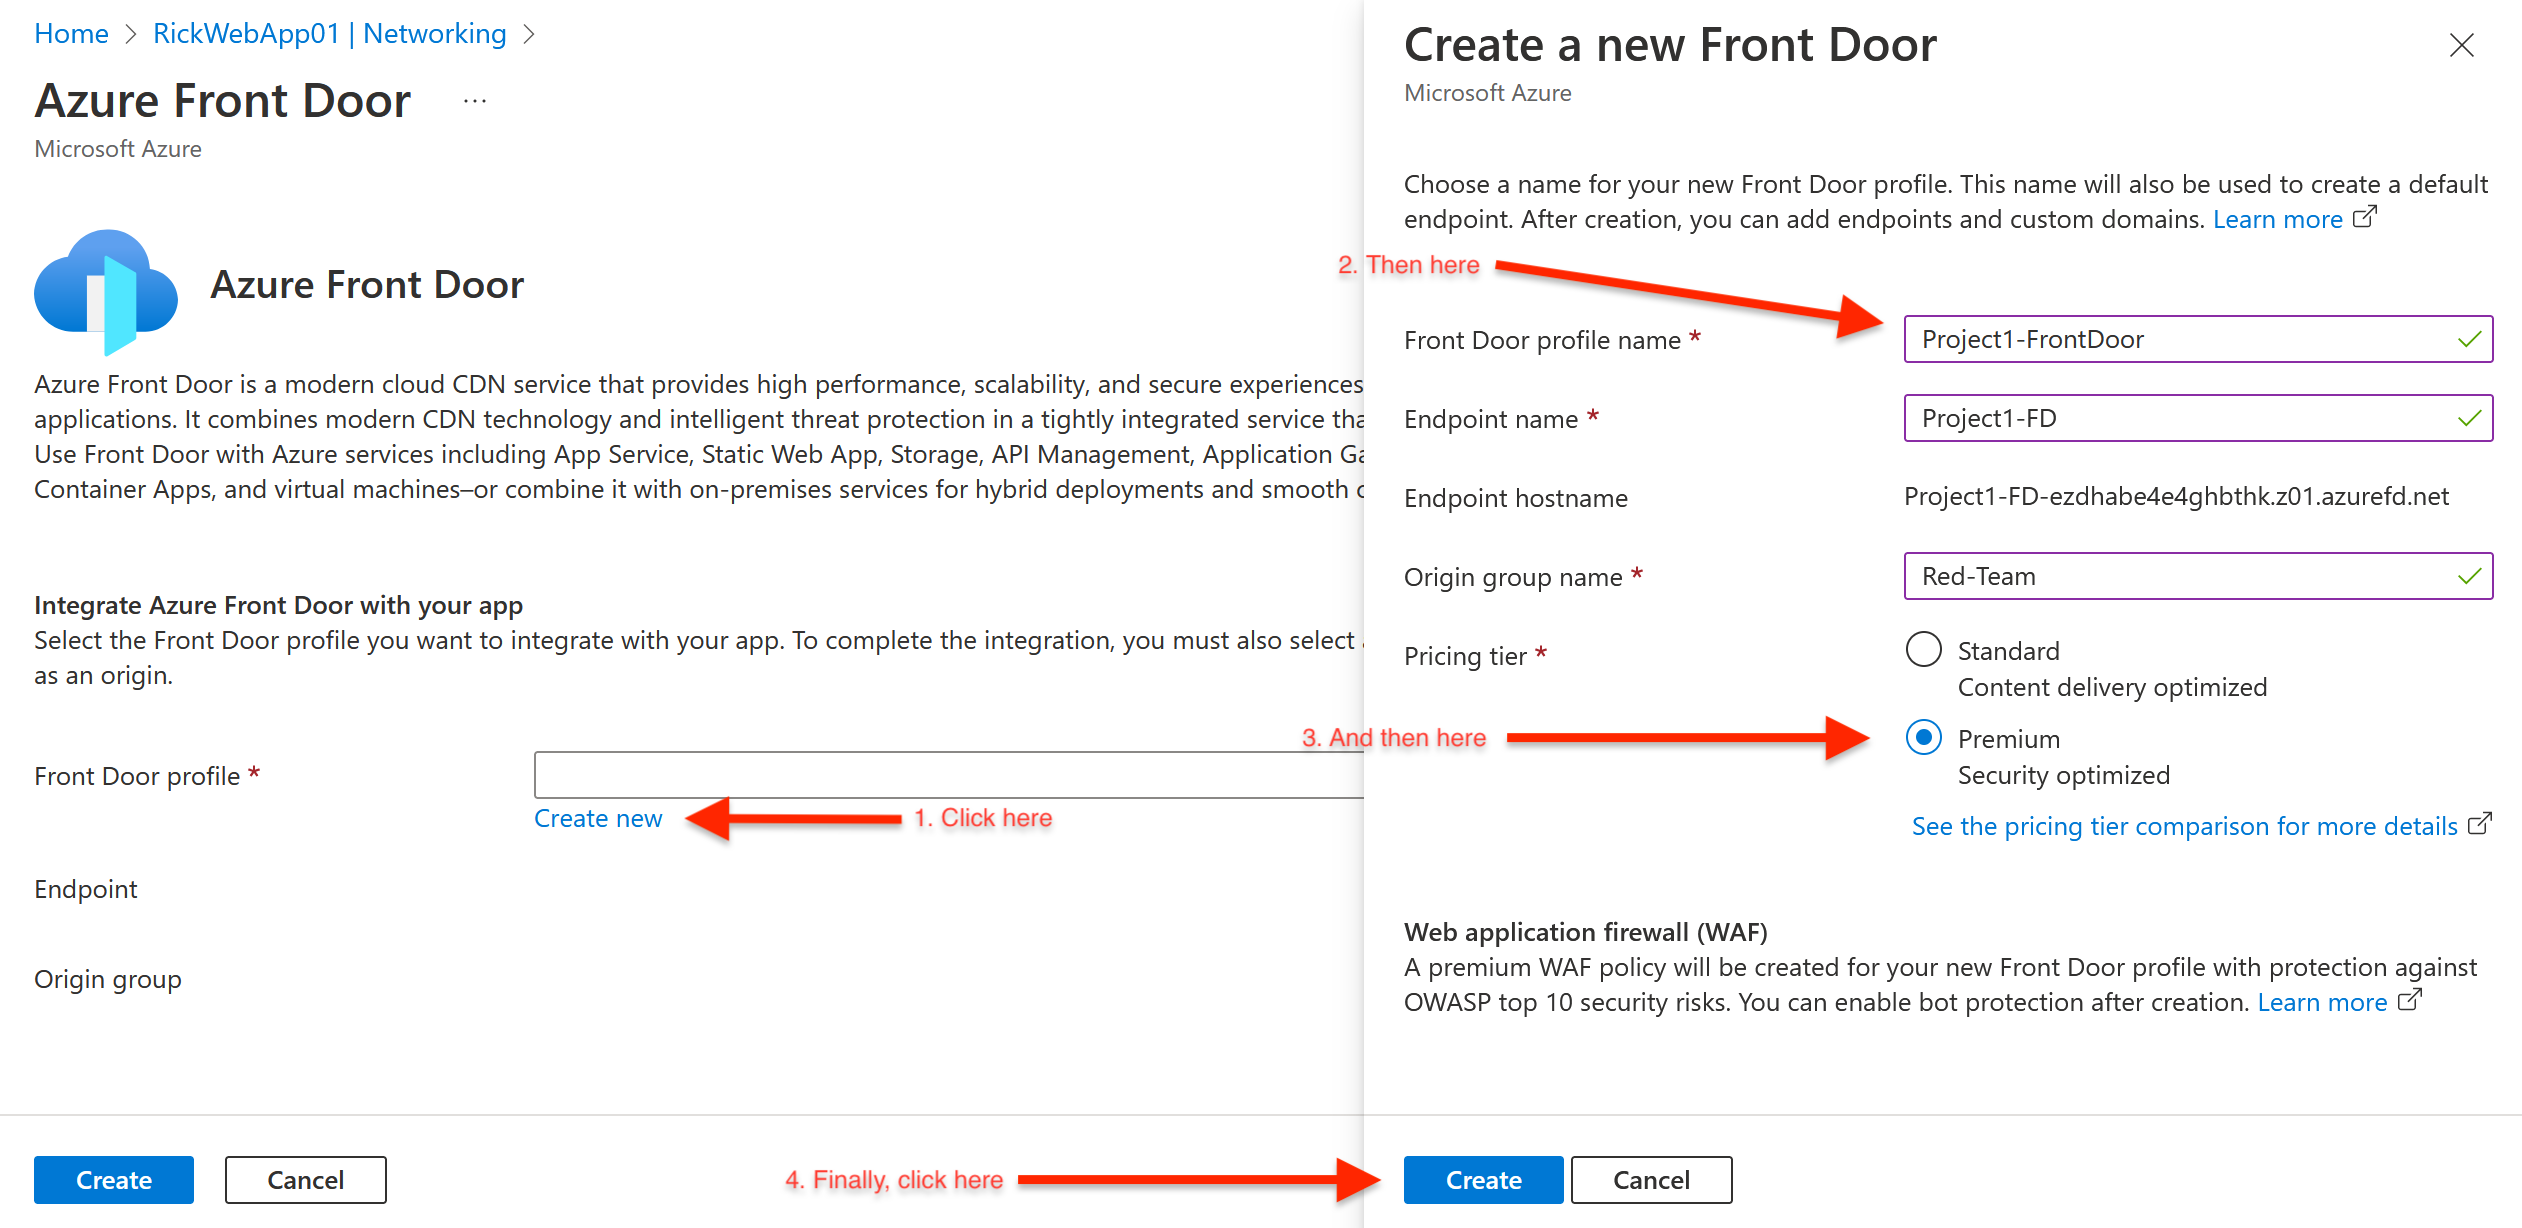 Home > RickWebApp01 | Networking >
Azure Front Door ...
Microsoft Azure
Azure Front Door
Azure Front Door is a modern cloud CDN service that provides high performance, scalability, and secure experiences
applications. It combines modern CDN technology and intelligent threat protection in a tightly integrated service tha
Use Front Door with Azure services including App Service, Static Web App, Storage, API Management, Application Ga
Container Apps, and virtual machines–or combine it with on-premises services for hybrid deployments and smooth c
Integrate Azure Front Door with your app
Select the Front Door profile you want to integrate with your app. To complete the integration, you must also select
as an origin.
Front Door profile *
Create new
1. Click here
Endpoint
Origin group
Create
Cancel
Create a new Front Door
Microsoft Azure
Choose a name for your new Front Door profile. This name will also be used to create a default
endpoint. After creation, you can add endpoints and custom domains. Learn more
2. Then here
Front Door profile name * Project1-FrontDoor
Endpoint name * Project1-FD
Endpoint hostname Project1-FD-ezdhabe4e4ghbthk.z01.azurefd.net
Origin group name * Red-Team
Pricing tier * Standard
Content delivery optimized
3. And then here
Premium
Security optimized
See the pricing tier comparison for more details
Web application firewall (WAF)
A premium WAF policy will be created for your new Front Door profile with protection against
OWASP top 10 security risks. You can enable bot protection after creation. Learn more
4. Finally, click here
Create
Cancel